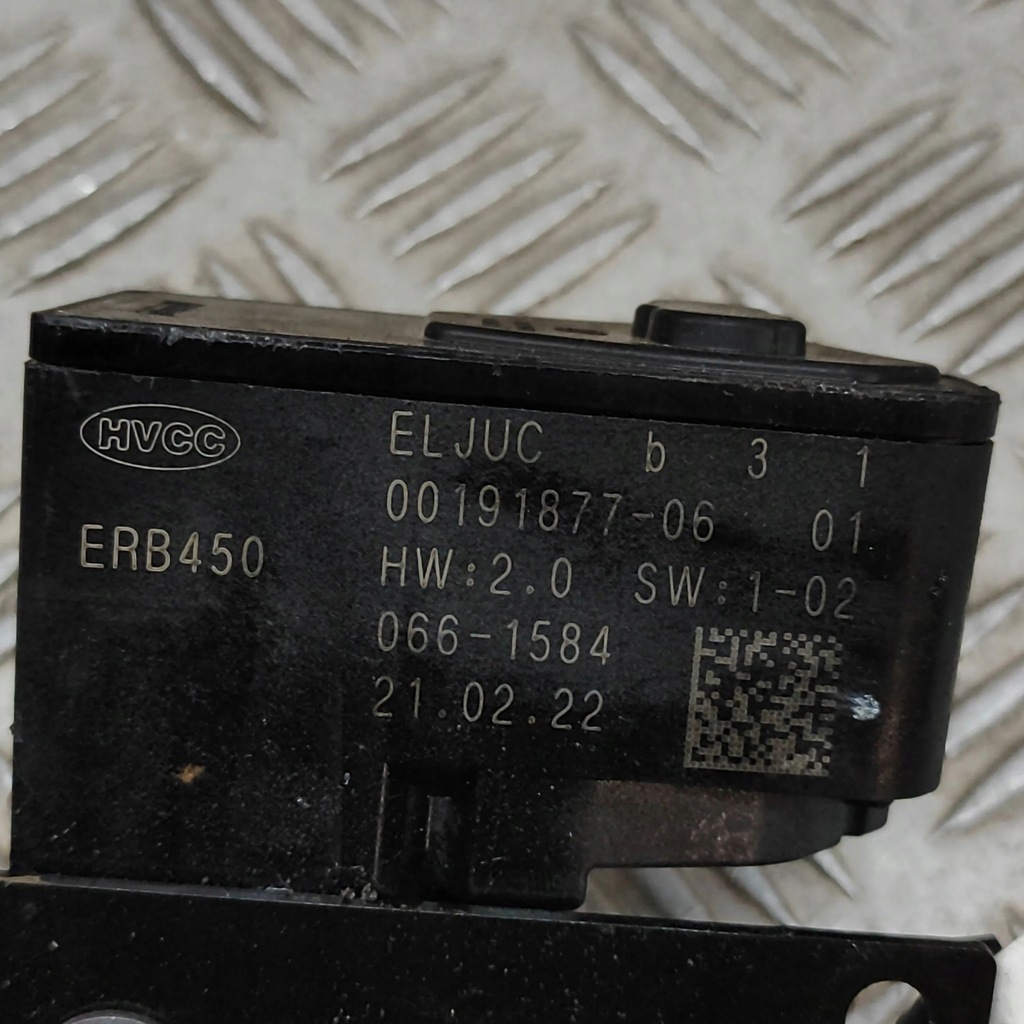 HVCC
ERB450
ELJUC b 3 1
00191877-06 01
HW:2.0 SW:1-02
066-1584
21.02.22